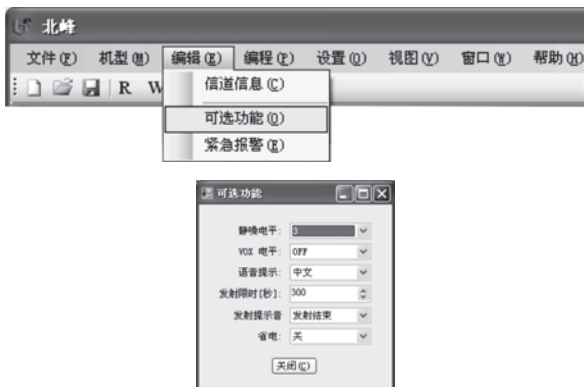 北峰
文件(F) 机型(M) 编辑(E) 编程(P) 设置(O) 视图(V) 窗口(W) 帮助(H)
R W
信道信息(C)
可选功能(O)
紧急报警(E)
可选功能
静噪电平: 3
VOX 电平: OFF
语音提示: 中文
发射限时[秒]: 300
发射提示音 发射结束
省电: 关
关闭(C)